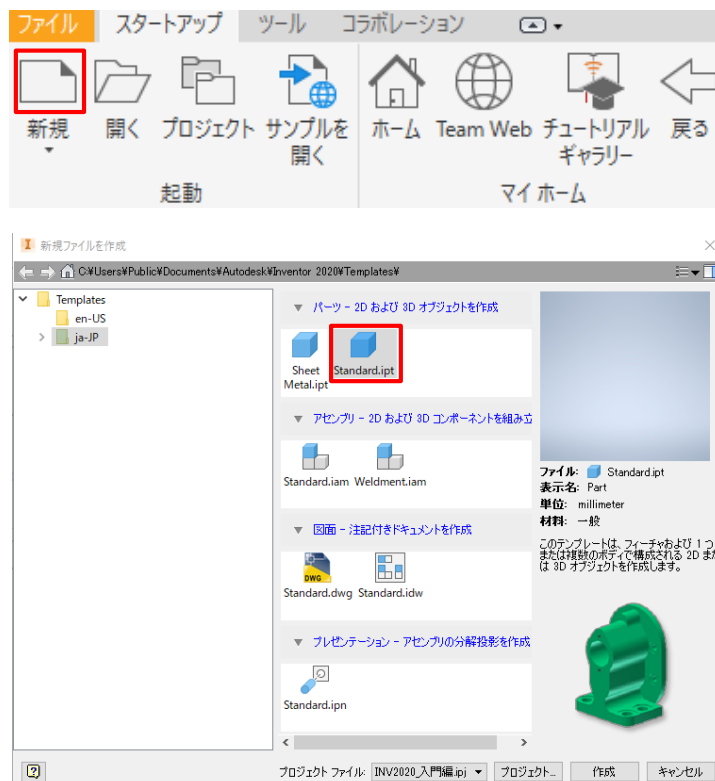 ファイル スタートアップ ツール コラボレーション
新規 開く プロジェクト サンプルを ホーム Team Web チュートリアル 戻る
開く ギャラリー
起動 マイ ホーム
新規ファイルを作成
C:¥Users¥Public¥Documents¥Autodesk¥Inventor 2020¥Templates¥
Templates
en-US
ja-JP
パーツ - 2D および 3D オブジェクトを作成
Sheet Standard.ipt
Metal.ipt
アセンブリ - 2D および 3D コンポーネントを組み立
Standard.iam Weldment.iam
図面 - 注記付きドキュメントを作成
DWG
Standard.dwg Standard.idw
プレゼンテーション - アセンブリの分解投影を作成
Standard.ipn
ファイル: Standard.ipt
表示名: Part
単位: millimeter
材料: 一般
このテンプレートは、フィーチャおよび 1 つ
または複数のボディで構成される 2D また
は 3D オブジェクトを作成します。
プロジェクト ファイル: INV2020_入門編.ipj プロジェクト... 作成 キャンセル